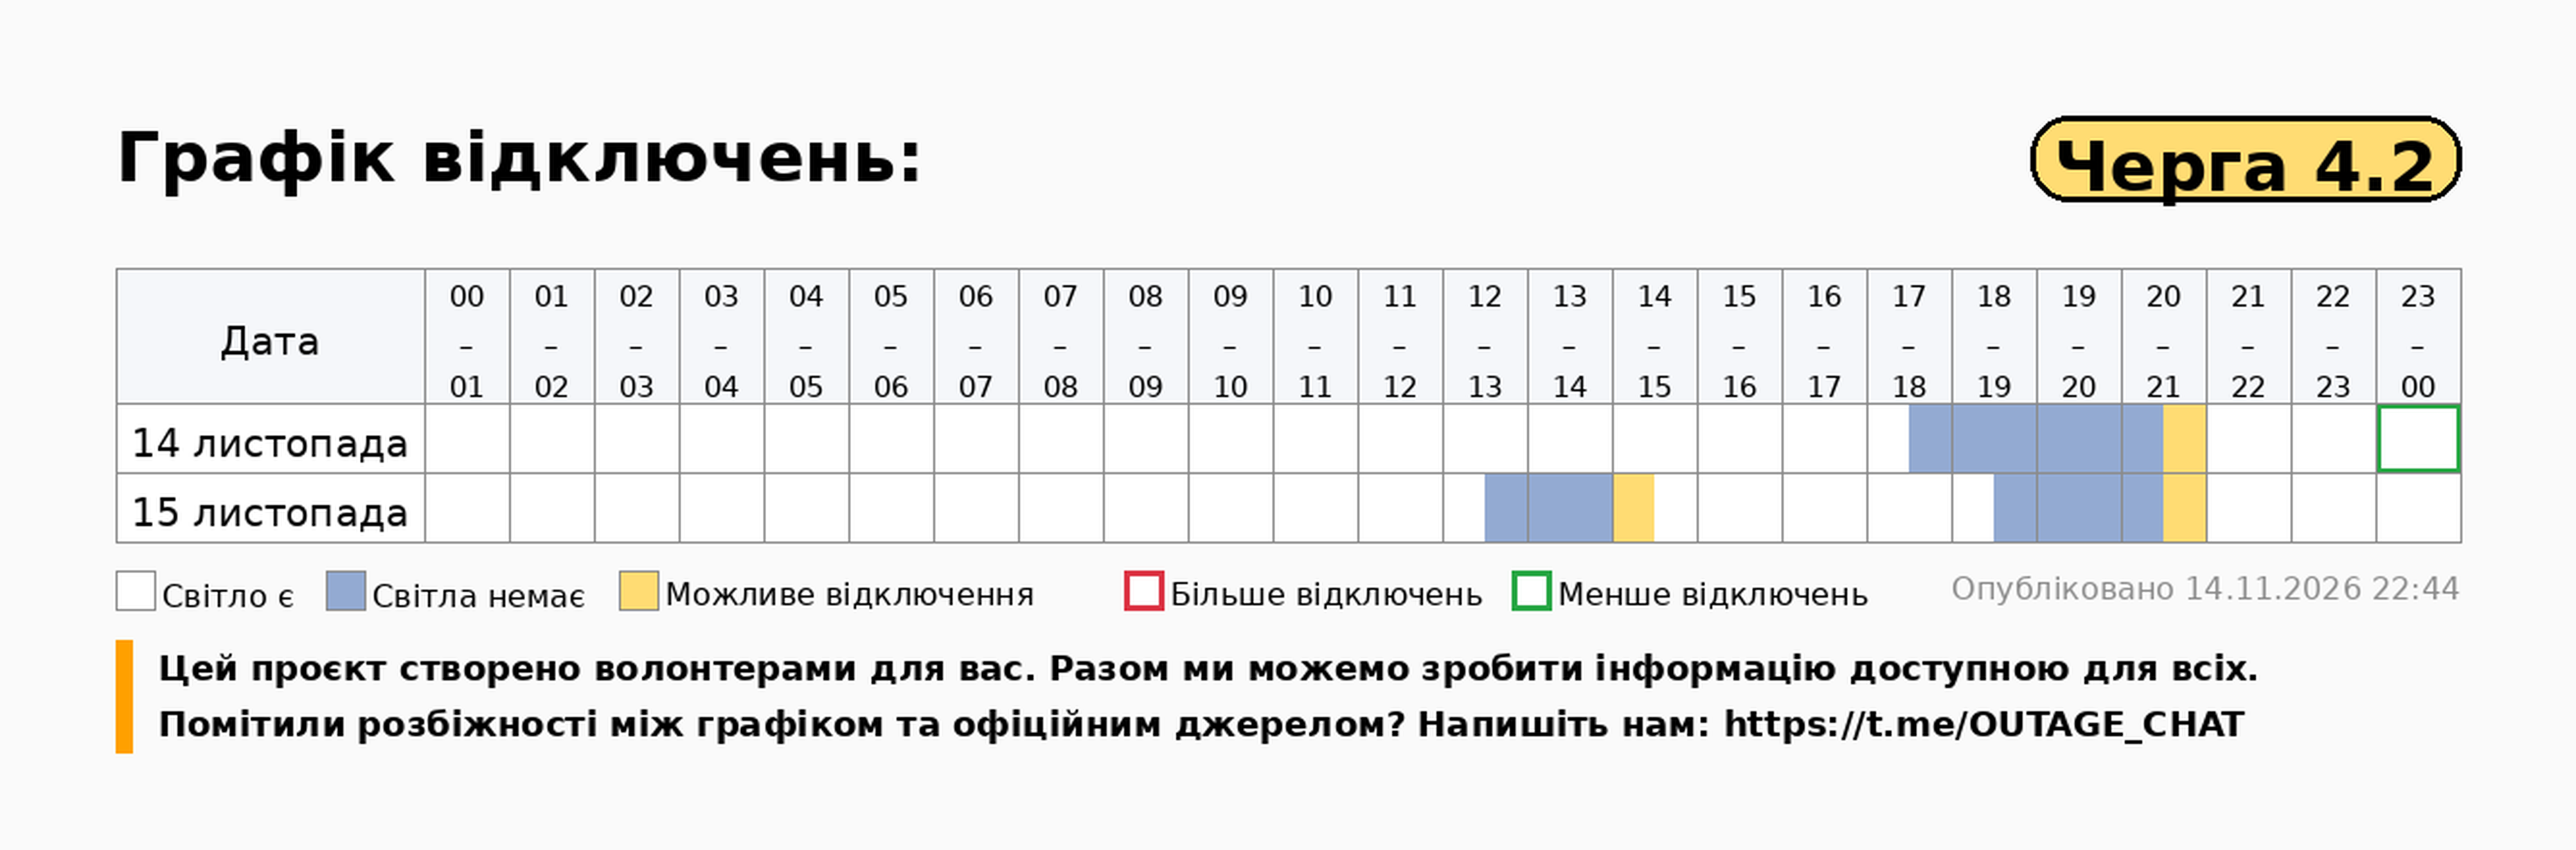 Графік відключень:
Черга 4.2
Дата
00 – 01
01 – 02
02 – 03
03 – 04
04 – 05
05 – 06
06 – 07
07 – 08
08 – 09
09 – 10
10 – 11
11 – 12
12 – 13
13 – 14
14 – 15
15 – 16
16 – 17
17 – 18
18 – 19
19 – 20
20 – 21
21 – 22
22 – 23
23 – 00
14 листопада
15 листопада
Світло є
Світла немає
Можливе відключення
Більше відключень
Менше відключень
Опубліковано 14.11.2026 22:44
Цей проєкт створено волонтерами для вас. Разом ми можемо зробити інформацію доступною для всіх.
Помітили розбіжності між графіком та офіційним джерелом? Напишіть нам: https://t.me/OUTAGE_CHAT